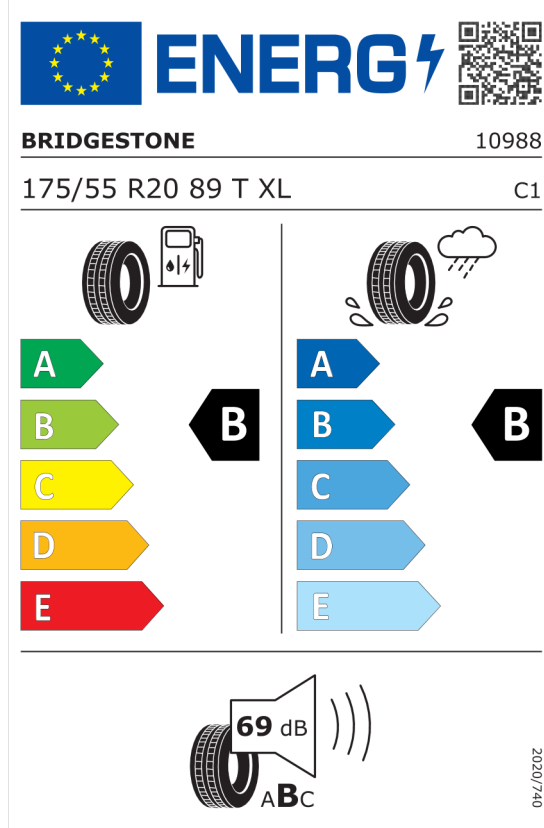 ENERG
BRIDGESTONE 10988
175/55 R20 89 T XL C1
A A
B B B B
C C
D D
E E
69 dB
ABC
2020/740